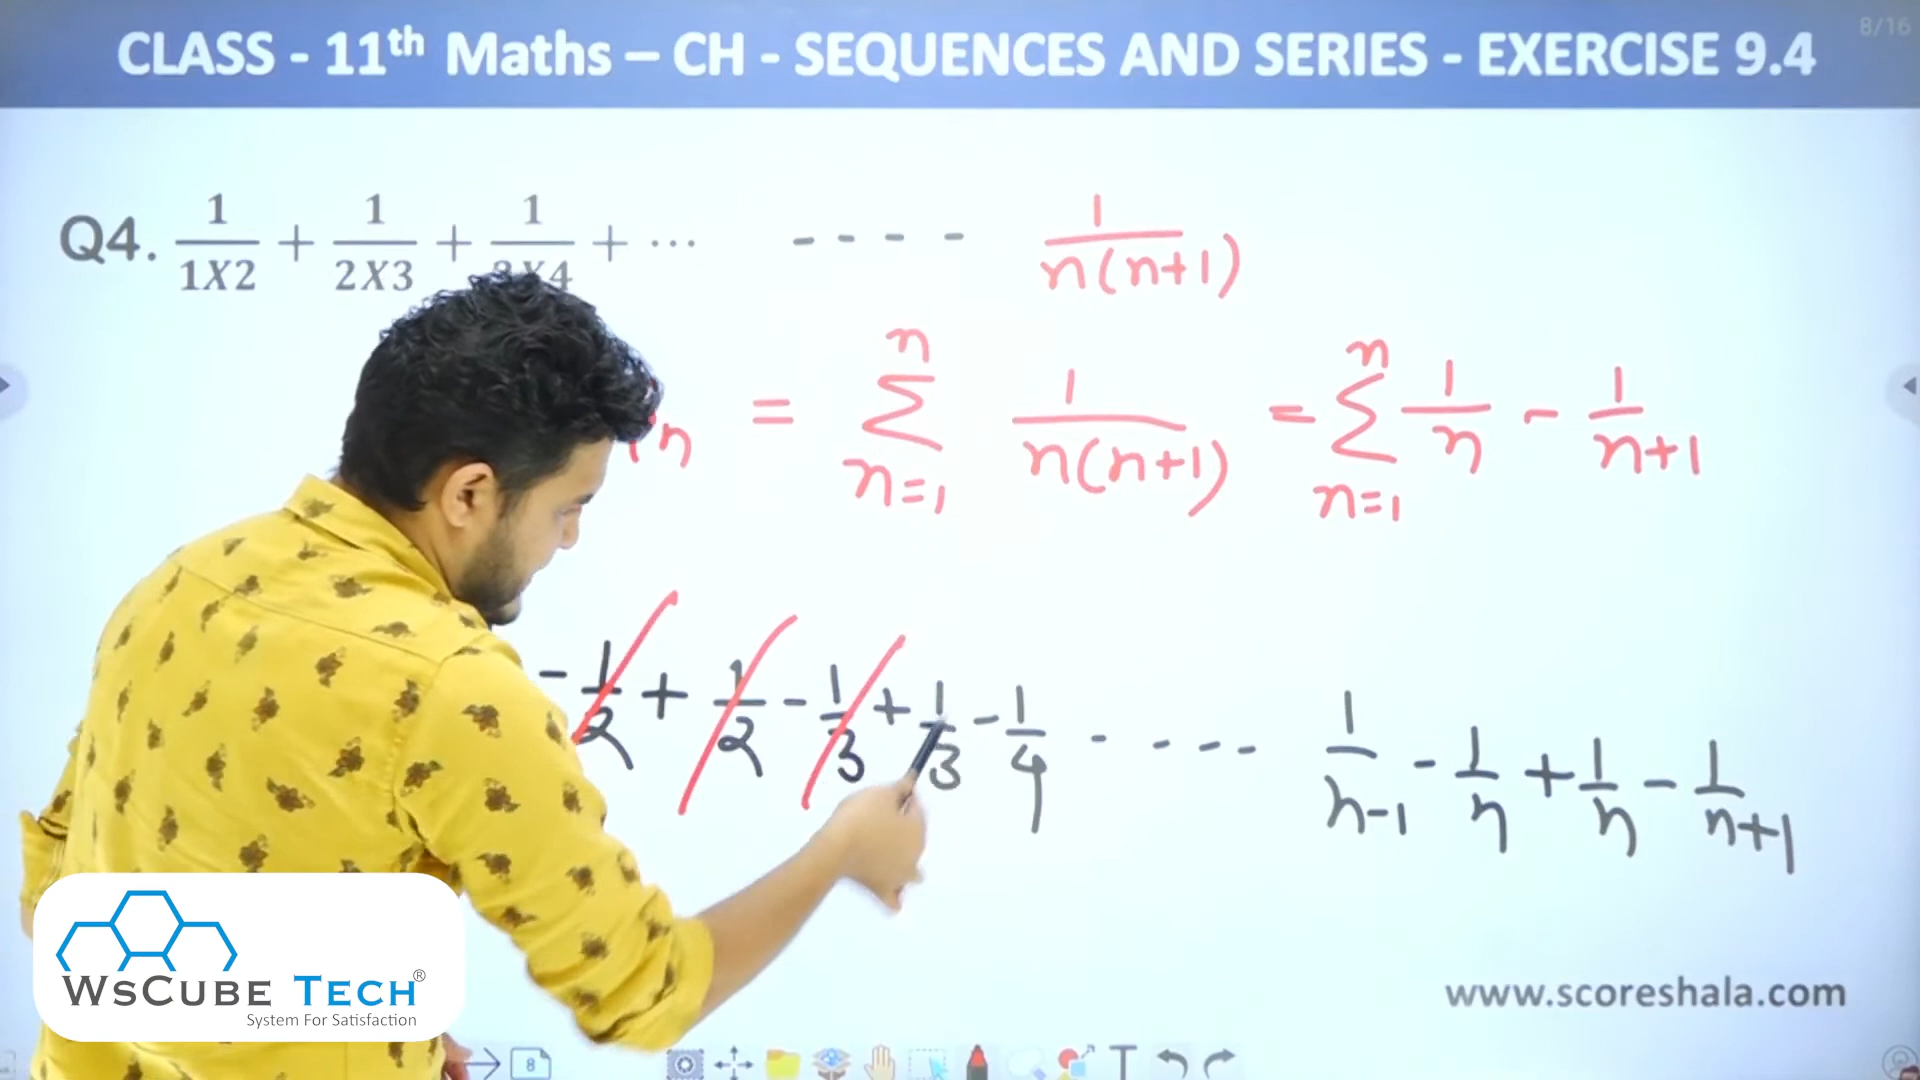 8/16
CLASS - 11th Maths – CH - SEQUENCES AND SERIES - EXERCISE 9.4
Q4. 1/1X2 + 1/2X3 + 1/3X4 + ... - - - - 1/n(n+1)
n = Σ n=1 n 1/n(n+1) = Σ n=1 n 1/n - 1/n+1
- 1/2 + 1/2 - 1/3 + 1/3 - 1/4 - - - - 1/n-1 - 1/n + 1/n - 1/n+1
WSCUBE TECH®
System For Satisfaction
www.scoreshala.com
8
T